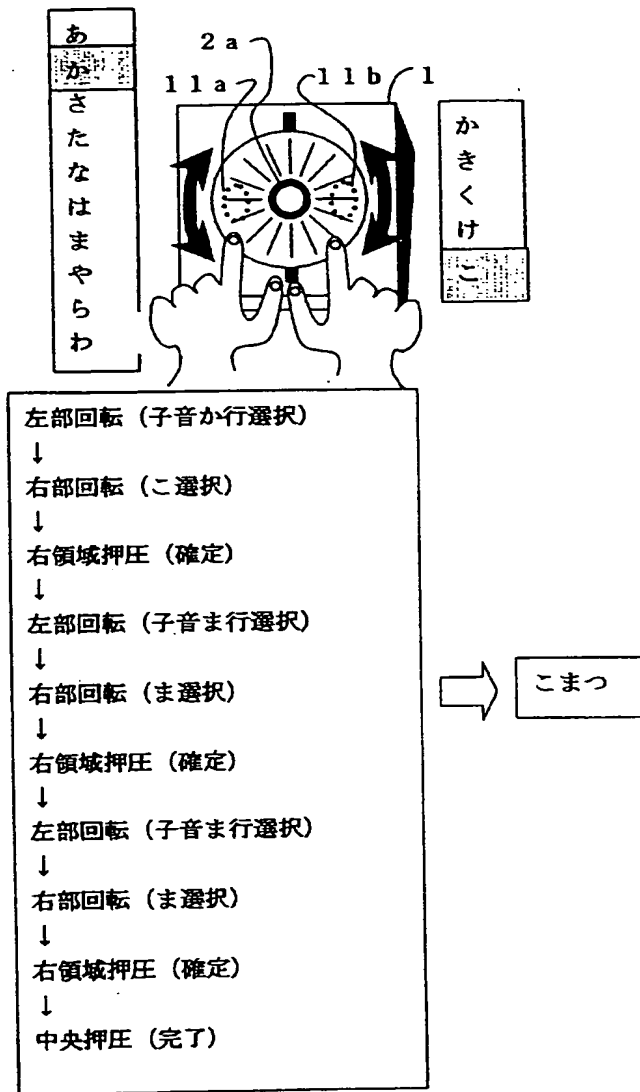 あ
か
さ
た
な
は
ま
や
ら
わ
2a
11a
11b
1
か
き
く
け
こ
左部回転（子音か行選択）
↓
右部回転（こ選択）
↓
右領域押圧（確定）
↓
左部回転（子音ま行選択）
↓
右部回転（ま選択）
↓
右領域押圧（確定）
↓
左部回転（子音ま行選択）
↓
右部回転（ま選択）
↓
右領域押圧（確定）
↓
中央押圧（完了）
こまつ